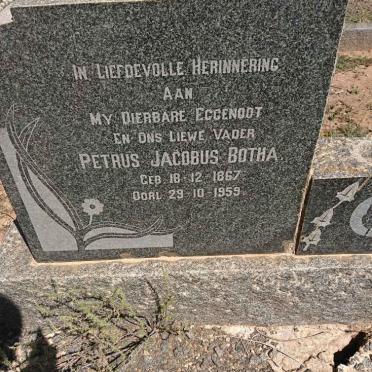 In Liefdevolle Herinnering
Aan
My Dierbare Eggenoot
En Ons Liewe Vader
Petrus Jacobus Botha
Geb. 18-12-1867
Oorl. 29-10-1959.